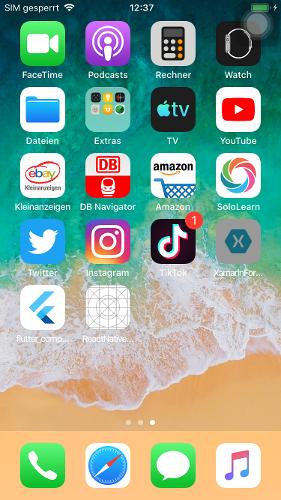 SIM gesperrt 12:37
FaceTime Podcasts Rechner Watch
tv
Dateien Extras TV YouTube
ebay DB amazon
Kleinanzeigen
Kleinanzeigen DB Navigator Amazon SoloLearn
1
Twitter Instagram TikTok XamarinFor...
flutter_comp... ReactNative...